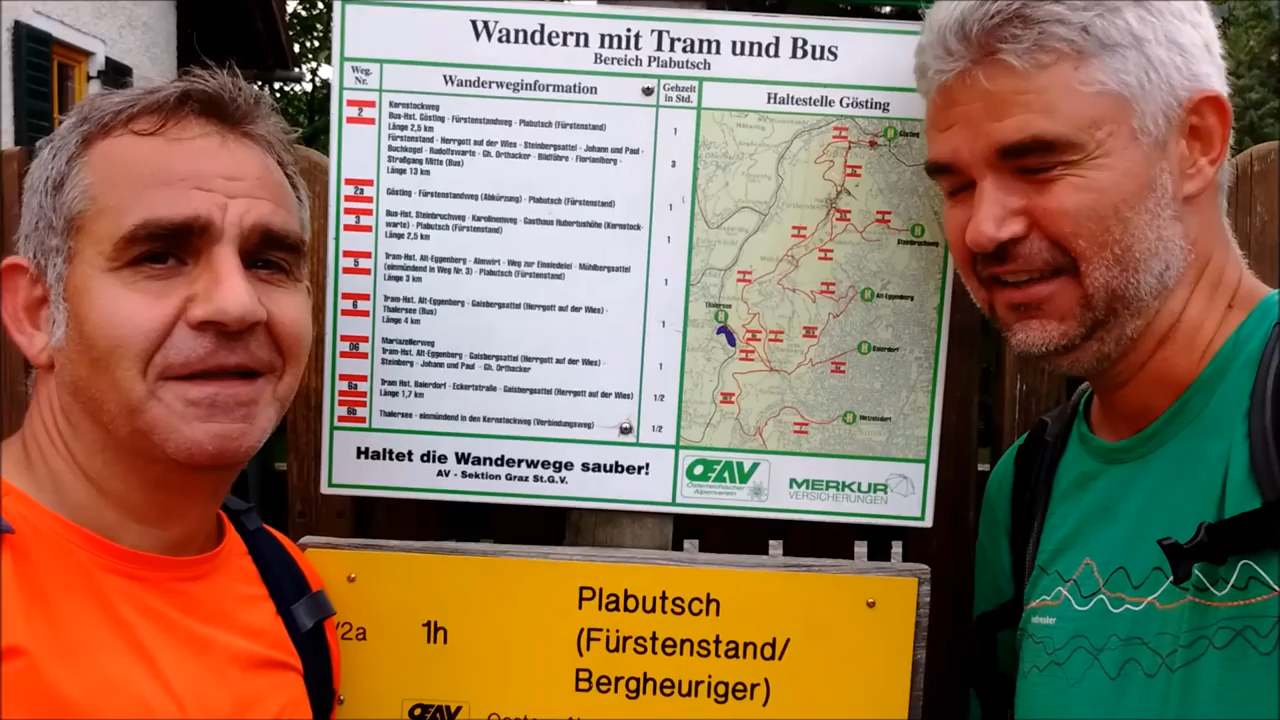 Wandern mit Tram und Bus
Bereich Plabutsch
Weg.
Nr.
Wanderweginformation
Gehzeit
in Std.
Haltestelle Gösting
2
Kernstockweg
Bus-Hst. Gösting - Fürstenstandweg - Plabutsch (Fürstenstand)
Länge 2,5 km
1
Fürstenstand - Herrgott auf der Wies - Steinbergsattel - Johann und Paul -
Buchkogel - Rudolfswarte - Gh. Orthacker - Bildföhre - Florianiberg -
Straßgang Mitte (Bus)
Länge 13 km
3
2a
Gösting - Fürstenstandweg (Abkürzung) - Plabutsch (Fürstenstand)
1
3
Bus-Hst. Steinbruchweg - Karolinenweg - Gasthaus Hubertushöhe (Kernstock-
warte) - Plabutsch (Fürstenstand)
Länge 2,5 km
1
5
Tram-Hst. Alt-Eggenberg - Almwirt - Weg zur Einsiedelei - Mühlbergsattel
(einmündend in Weg Nr. 3) - Plabutsch (Fürstenstand)
Länge 3 km
1
6
Tram-Hst. Alt-Eggenberg - Gaisbergsattel (Herrgott auf der Wies) -
Thalersee (Bus)
Länge 4 km
1
06
Mariazellerweg
Tram-Hst. Alt-Eggenberg - Gaisbergsattel (Herrgott auf der Wies) -
Steinberg - Johann und Paul - Gh. Orthacker
1
6a
Tram Hst. Baierdorf - Eckertstraße - Gaisbergsattel (Herrgott auf der Wies)
Länge 1,7 km
1/2
6b
Thalersee - einmündend in den Kernstockweg (Verbindungsweg)
1/2
H Gösting
H Steinbruchweg
H Alt-Eggenberg
Thalersee
H
H Baierdorf
H Wetzelsdorf
Haltet die Wanderwege sauber!
AV - Sektion Graz St.G.V.
OEAV
Österreichischer
Alpenverein
MERKUR
VERSICHERUNGEN
/2a
1h
Plabutsch
(Fürstenstand/
Bergheuriger)
OEAV
icebreaker